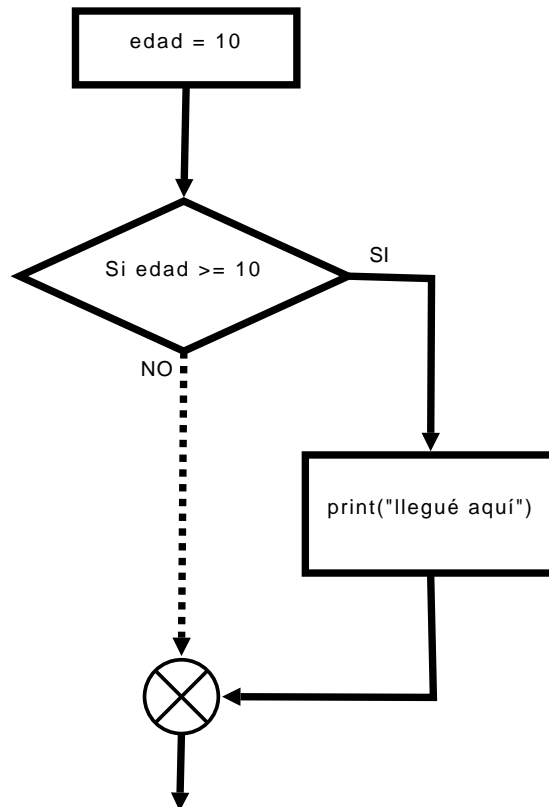 edad = 10
Si edad >= 10
SI
NO
print("llegué aquí")